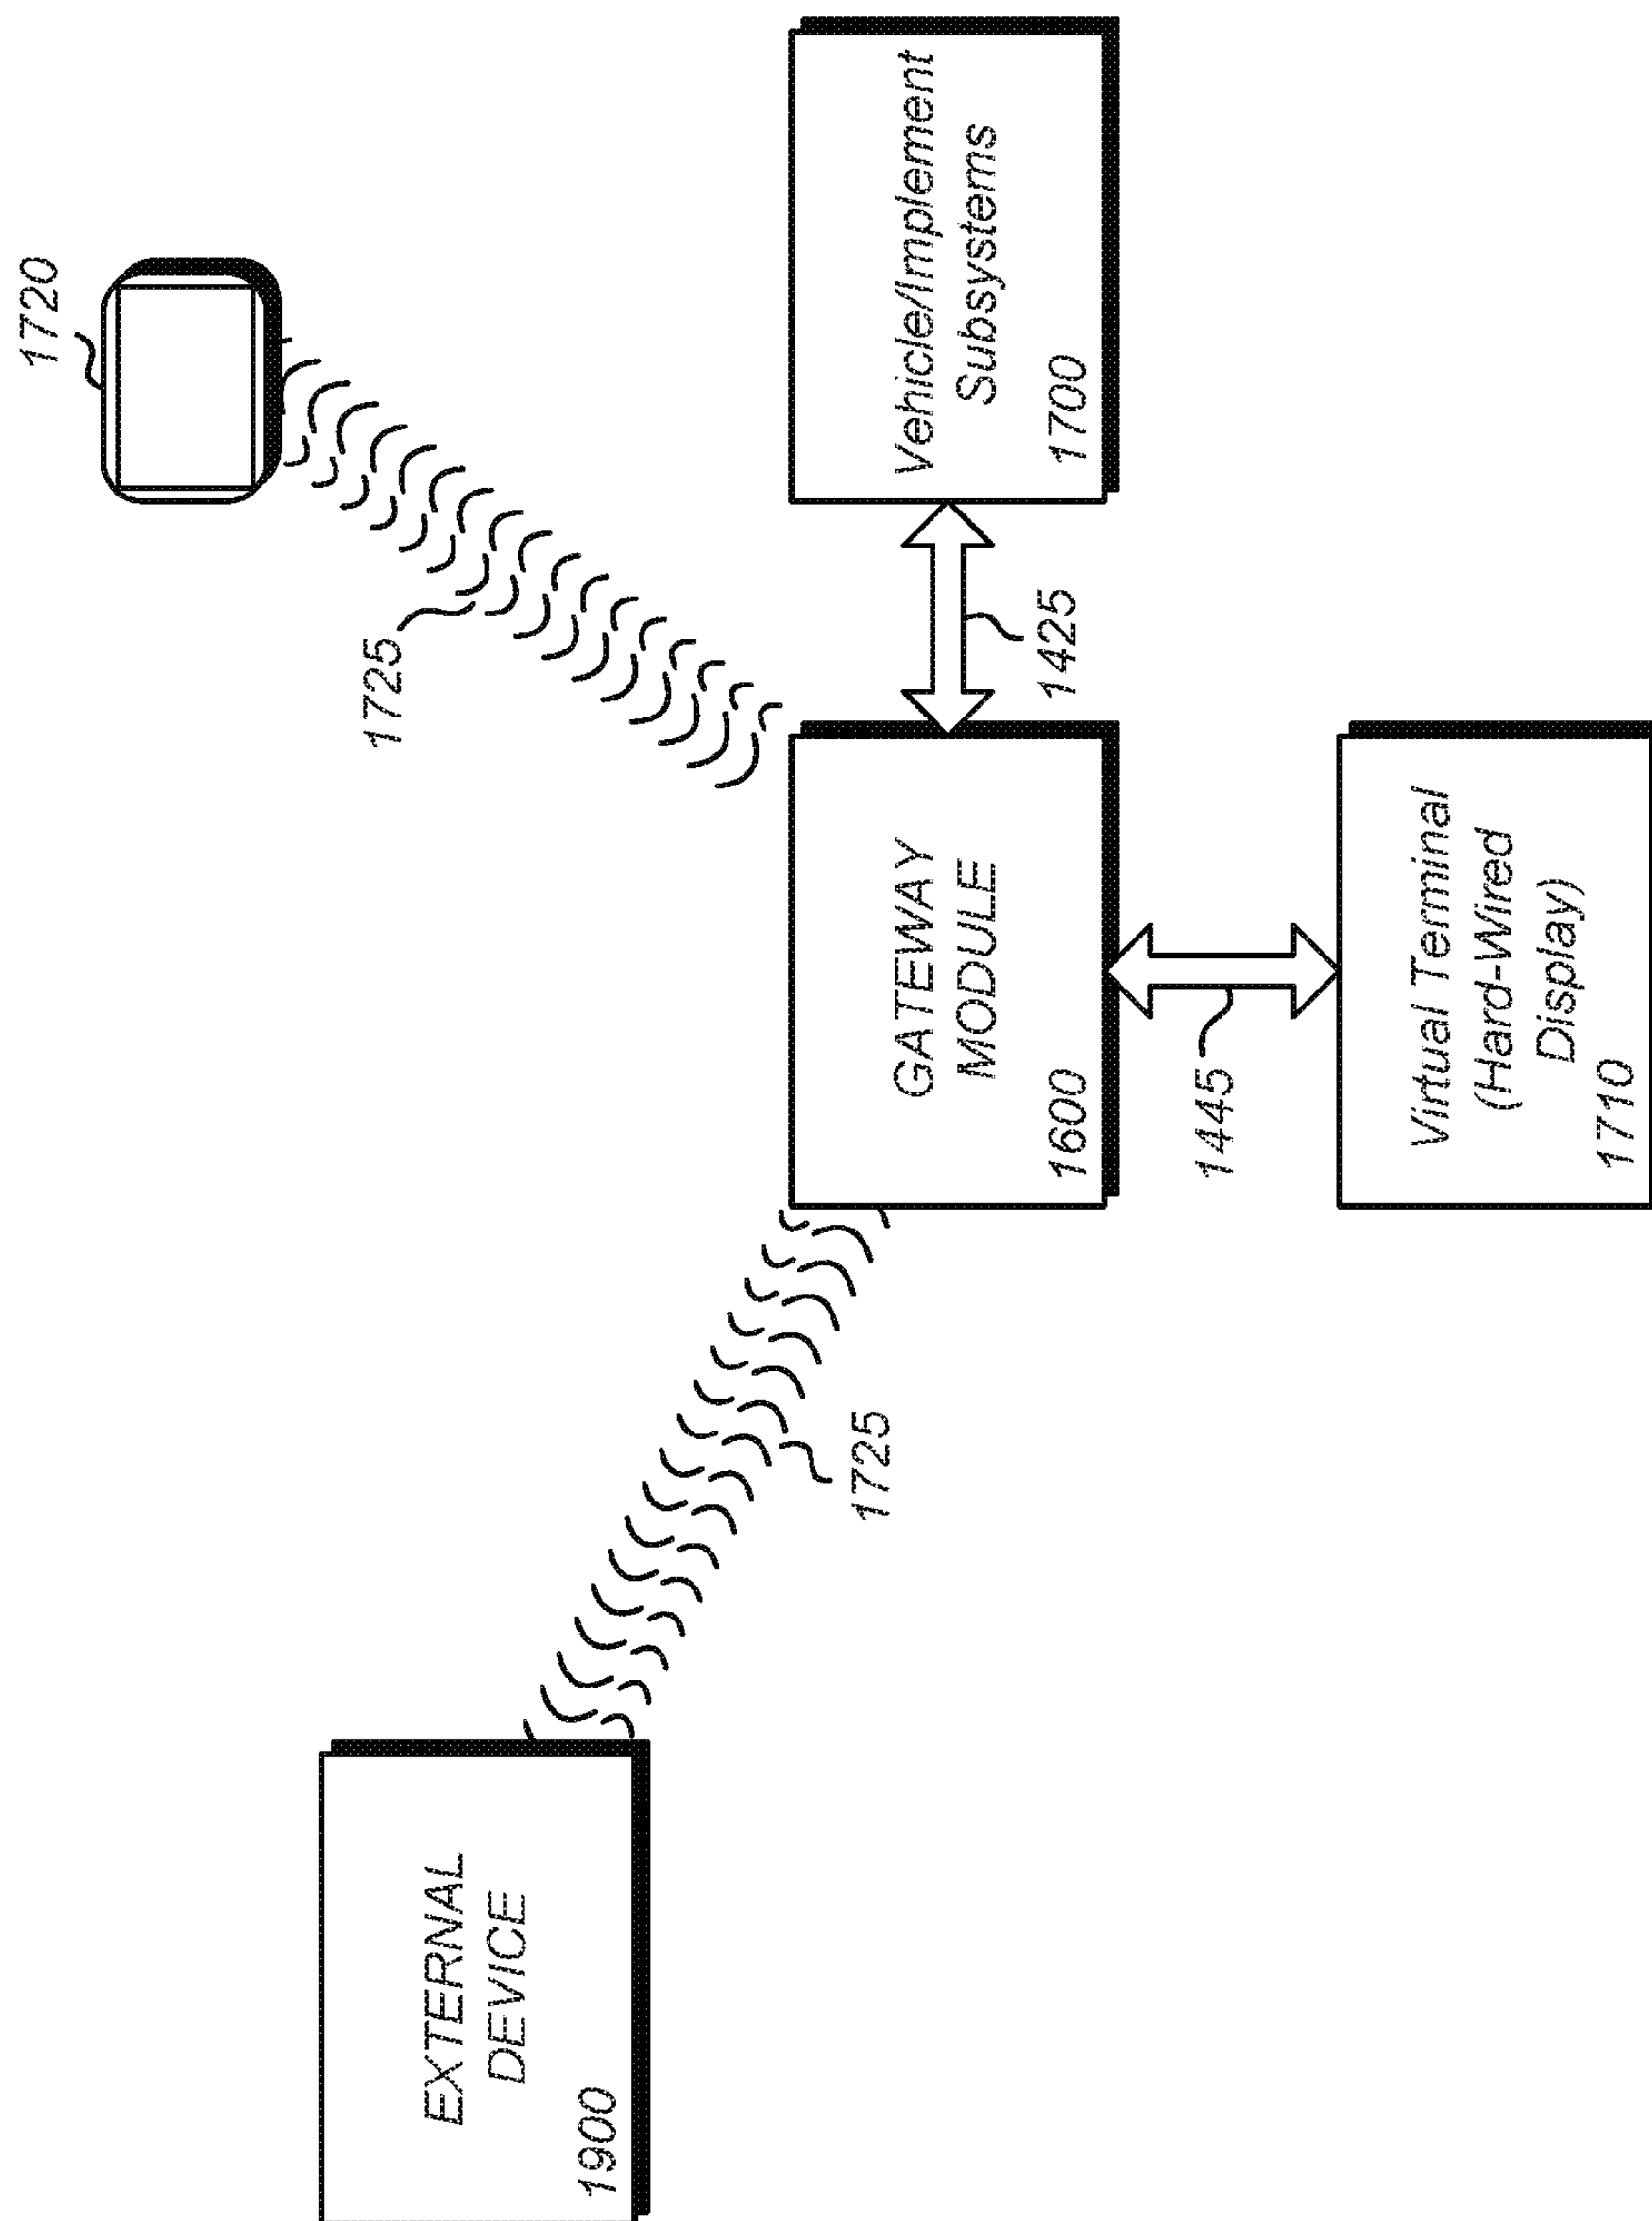 1720
1725
EXTERNAL
DEVICE
1900
1725
GATEWAY
MODULE
1600
1425
Vehicle/Implement
Subsystems
1700
1445
Virtual Terminal
(Hard-Wired
Display)
1710